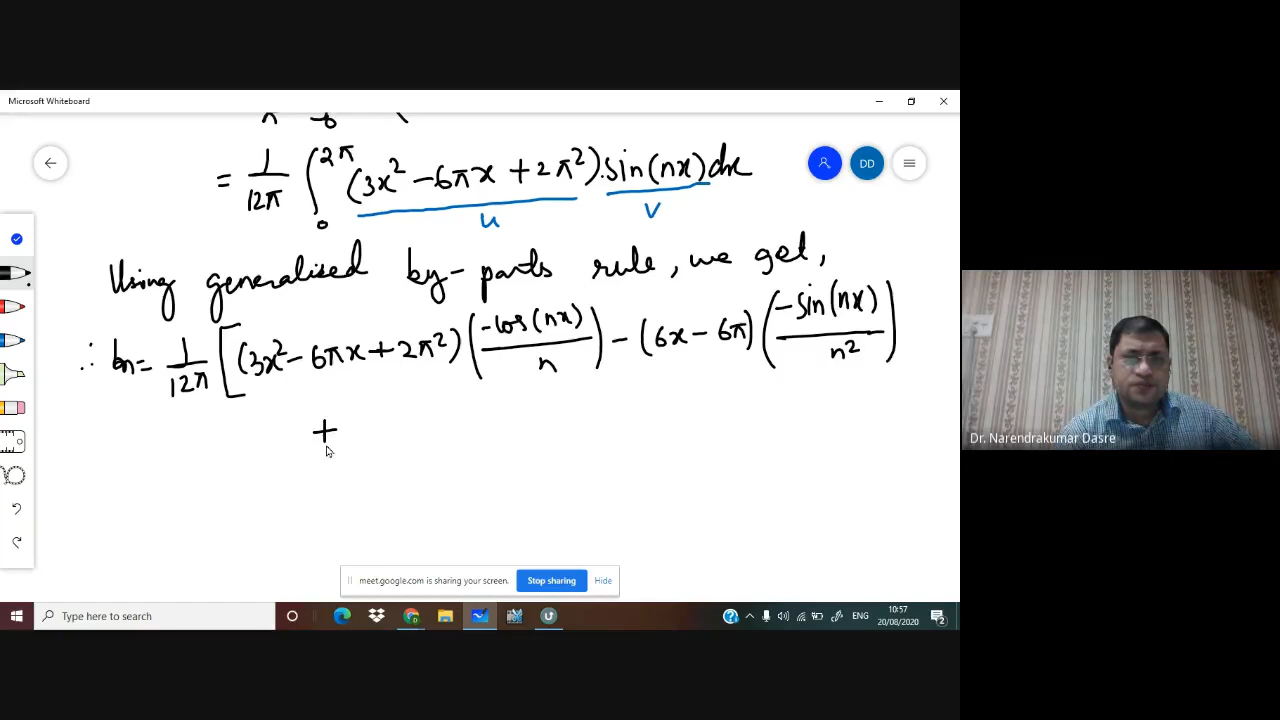 Microsoft Whiteboard
= 1/12π ∫₀^2π (3x² - 6πx + 2π²).sin(nx)dx
u v
DD
Using generalised by-parts rule, we get,
∴ bn = 1/12π [(3x² - 6πx + 2π²) (-cos(nx)/n) - (6x - 6π) (-sin(nx)/n²)
+
Dr. Narendrakumar Dasre
meet.google.com is sharing your screen. Stop sharing Hide
Type here to search
ENG
10:57
20/08/2020
2